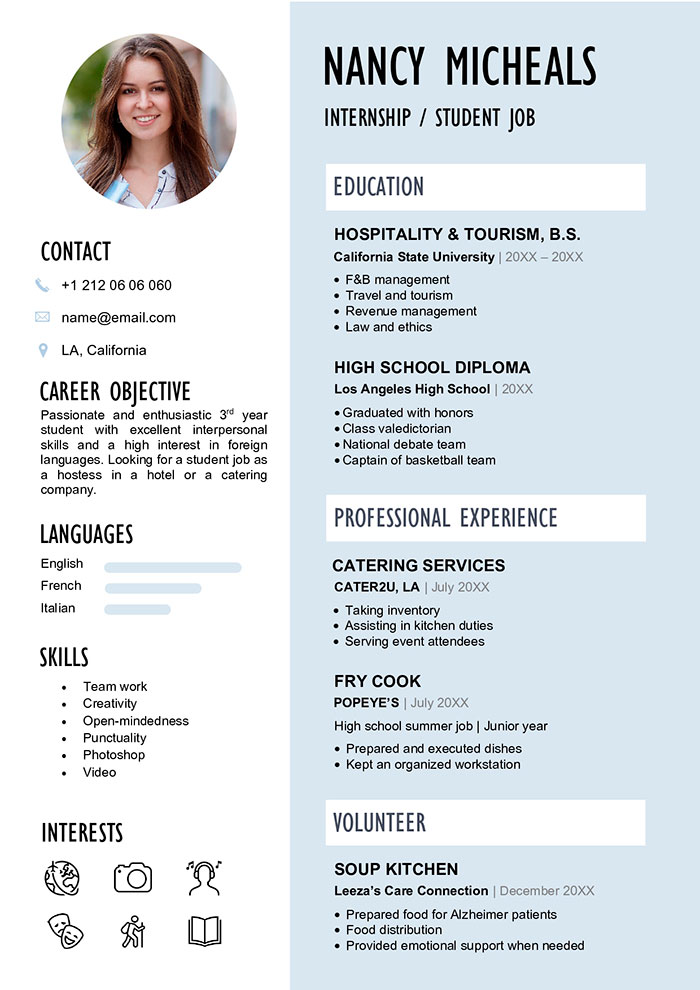 NANCY MICHEALS
INTERNSHIP / STUDENT JOB
CONTACT
+1 212 06 06 060
name@email.com
LA, California
CAREER OBJECTIVE
Passionate and enthusiastic 3rd year
student with excellent interpersonal
skills and a high interest in foreign
languages. Looking for a student job as
a hostess in a hotel or a catering
company.
LANGUAGES
English
French
Italian
SKILLS
• Team work
• Creativity
• Open-mindedness
• Punctuality
• Photoshop
• Video
INTERESTS
EDUCATION
HOSPITALITY & TOURISM, B.S.
California State University | 20XX – 20XX
• F&B management
• Travel and tourism
• Revenue management
• Law and ethics
HIGH SCHOOL DIPLOMA
Los Angeles High School | 20XX
• Graduated with honors
• Class valedictorian
• National debate team
• Captain of basketball team
PROFESSIONAL EXPERIENCE
CATERING SERVICES
CATER2U, LA | July 20XX
• Taking inventory
• Assisting in kitchen duties
• Serving event attendees
FRY COOK
POPEYE'S | July 20XX
High school summer job | Junior year
• Prepared and executed dishes
• Kept an organized workstation
VOLUNTEER
SOUP KITCHEN
Leeza's Care Connection | December 20XX
• Prepared food for Alzheimer patients
• Food distribution
• Provided emotional support when needed